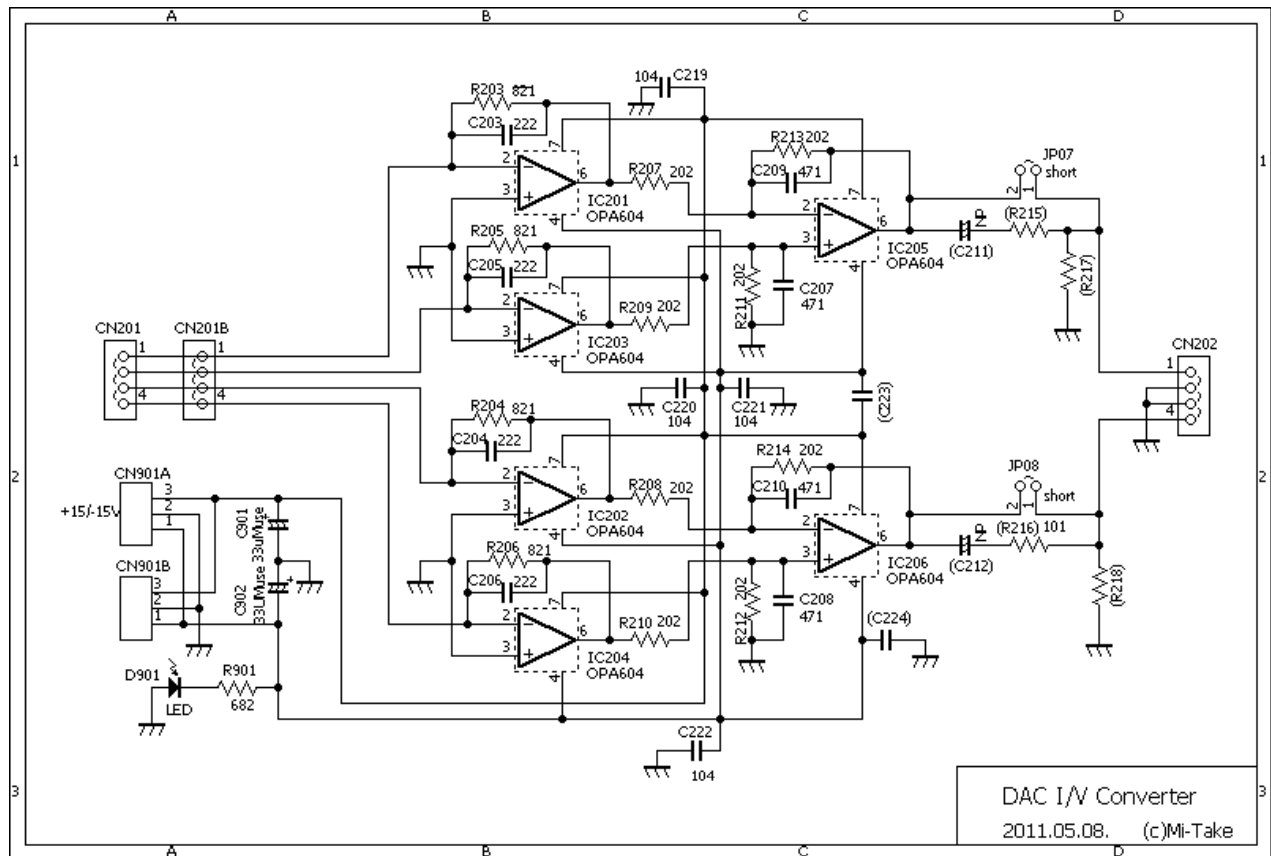 A B C D
1
R203 821
C203 222
7
2
3
6
4
IC201
OPA604
R207 202
104 C219
R213 202
C209 471
2
3
7
6
4
IC205
OPA604
JP07
short
2 1
(R215)
NP
(C211)
(R217)
1
R205 821
C205 222
7
2
3
6
4
IC203
OPA604
R209 202
R211 202
C207
471
CN201
1
4
CN201B
1
4
C220
104
C221
104
(C223)
CN202
1
4
2
R204 821
C204 222
7
2
3
6
4
IC202
OPA604
R208 202
R214 202
C210 471
2
3
7
6
4
IC206
OPA604
JP08
short
2 1
(R216) 101
NP
(C212)
(R218)
2
CN901A
3
2
1
+15/-15V
C901
33uMuse
+
CN901B
3
2
1
C902
33UMuse
+
R206 821
C206 222
7
2
3
6
4
IC204
OPA604
R210 202
R212 202
C208
471
(C224)
D901
LED
R901
682
C222
104
3
DAC I/V Converter
2011.05.08. (c)Mi-Take
3
A B C D